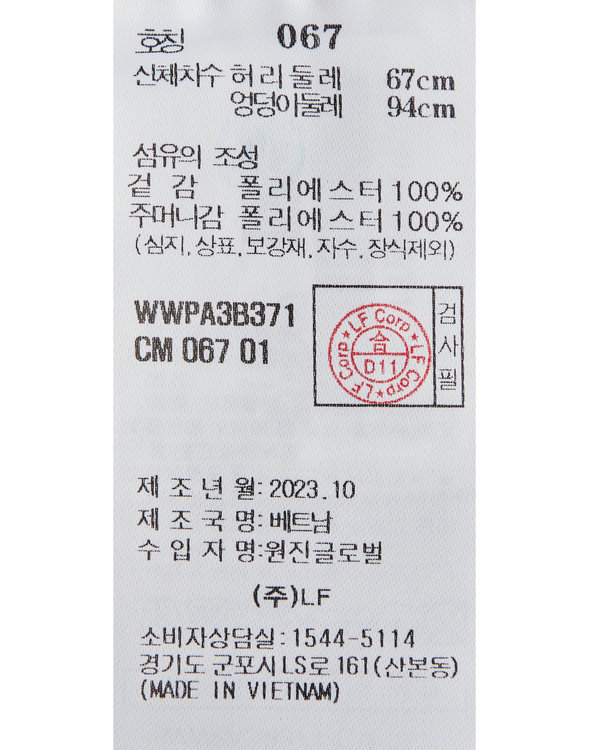 호칭 067
신체치수 허리둘레 67cm
엉덩이둘레 94cm
섬유의 조성
겉감 폴리에스터 100%
주머니감 폴리에스터 100%
(심지,상표,보강재,자수,장식제외)
WWPA3B371
CM 067 01
LF Corp ★ LF Corp ★ LF Corp ★
合
D11
검사필
제조년월: 2023.10
제조국명: 베트남
수입자명: 원진글로벌
(주)LF
소비자상담실: 1544-5114
경기도 군포시 LS로 161(산본동)
(MADE IN VIETNAM)